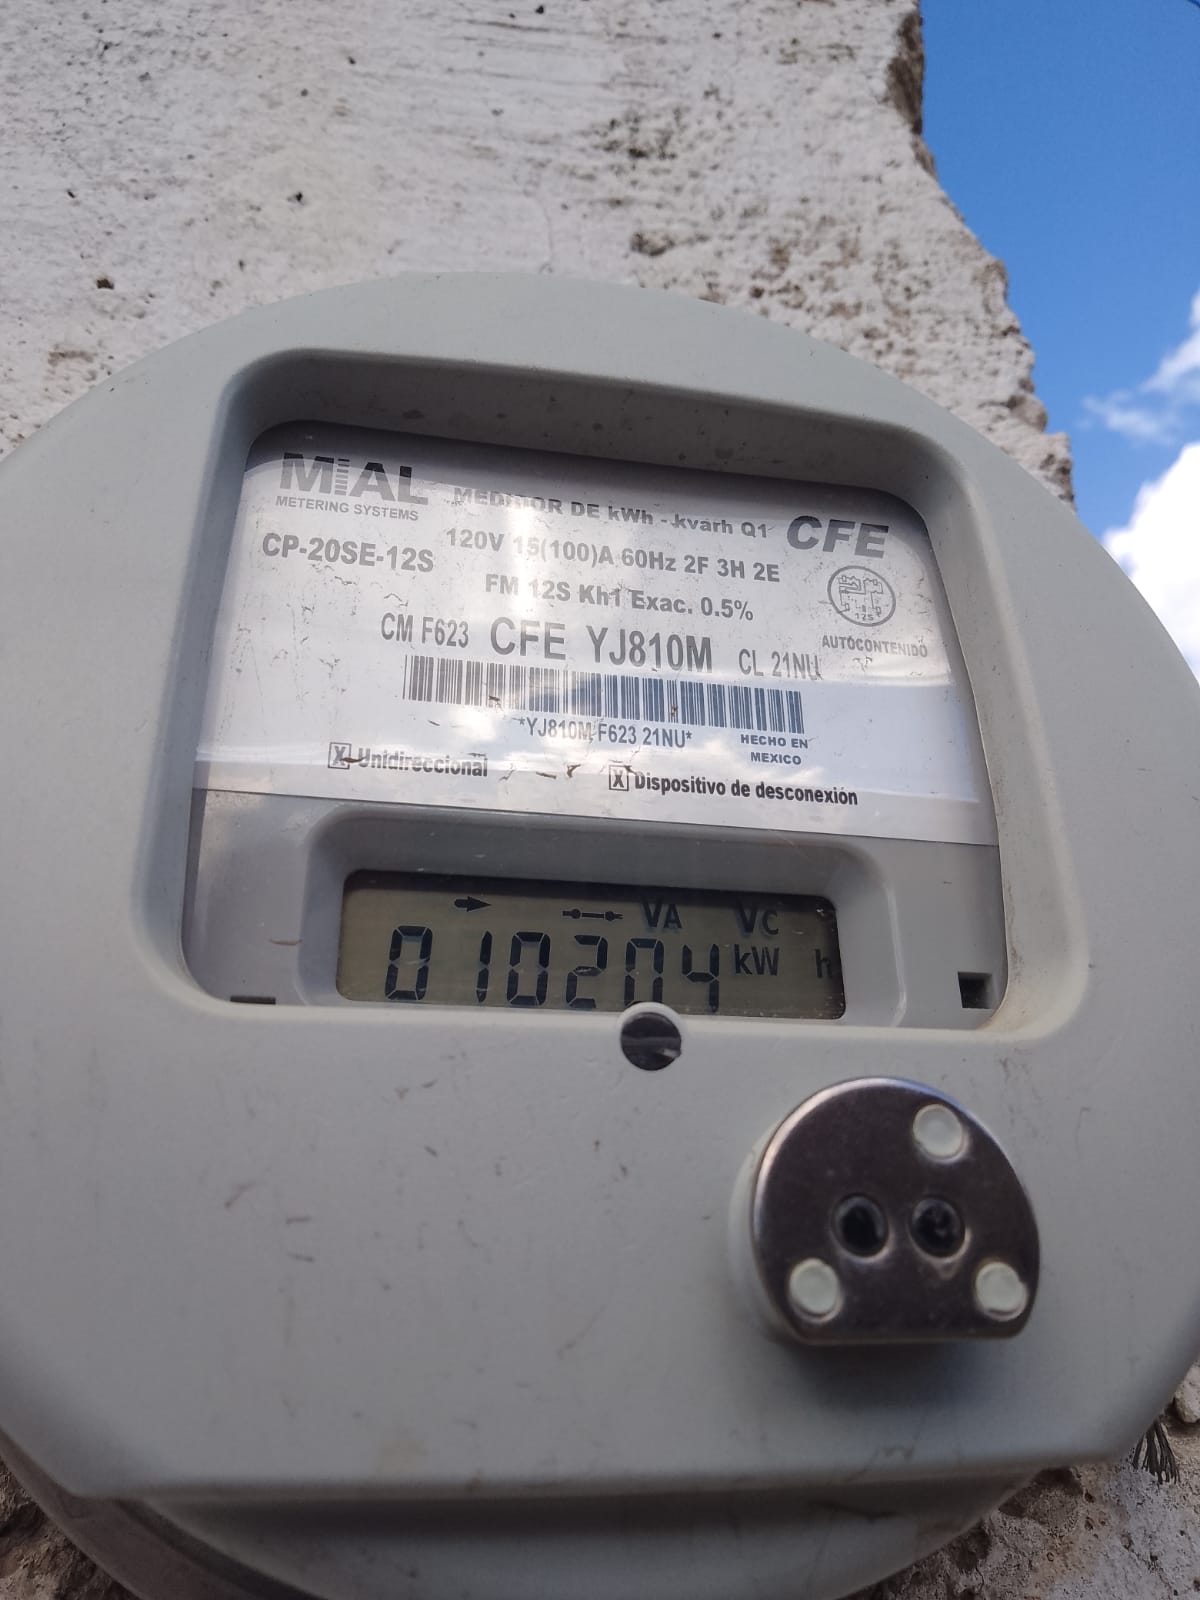 MIAL
METERING SYSTEMS
MEDIDOR DE kWh - kvarh Q1
CFE
CP-20SE-12S
120V 15(100)A 60Hz 2F 3H 2E
FM 12S Kh1 Exac. 0.5%
12S
AUTOCONTENIDO
CM F623 CFE YJ810M CL 21NU
*YJ810M F623 21NU*
HECHO EN
MEXICO
X Unidireccional
X Dispositivo de desconexión
VA VC
010204 kW h